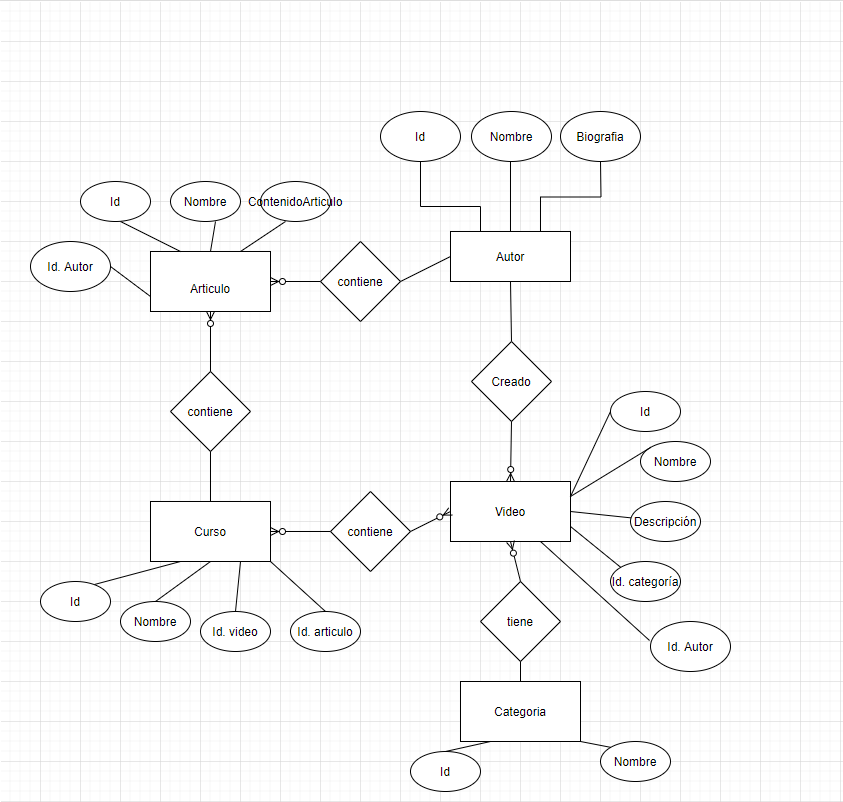 Id
Nombre
Biografia
Id
Nombre
ContenidoArticulo
Id. Autor
Articulo
contiene
Autor
Creado
contiene
Id
Nombre
Descripción
Id. categoría
Id. Autor
Curso
contiene
Video
Id
Nombre
Id. video
Id. articulo
tiene
Categoria
Id
Nombre